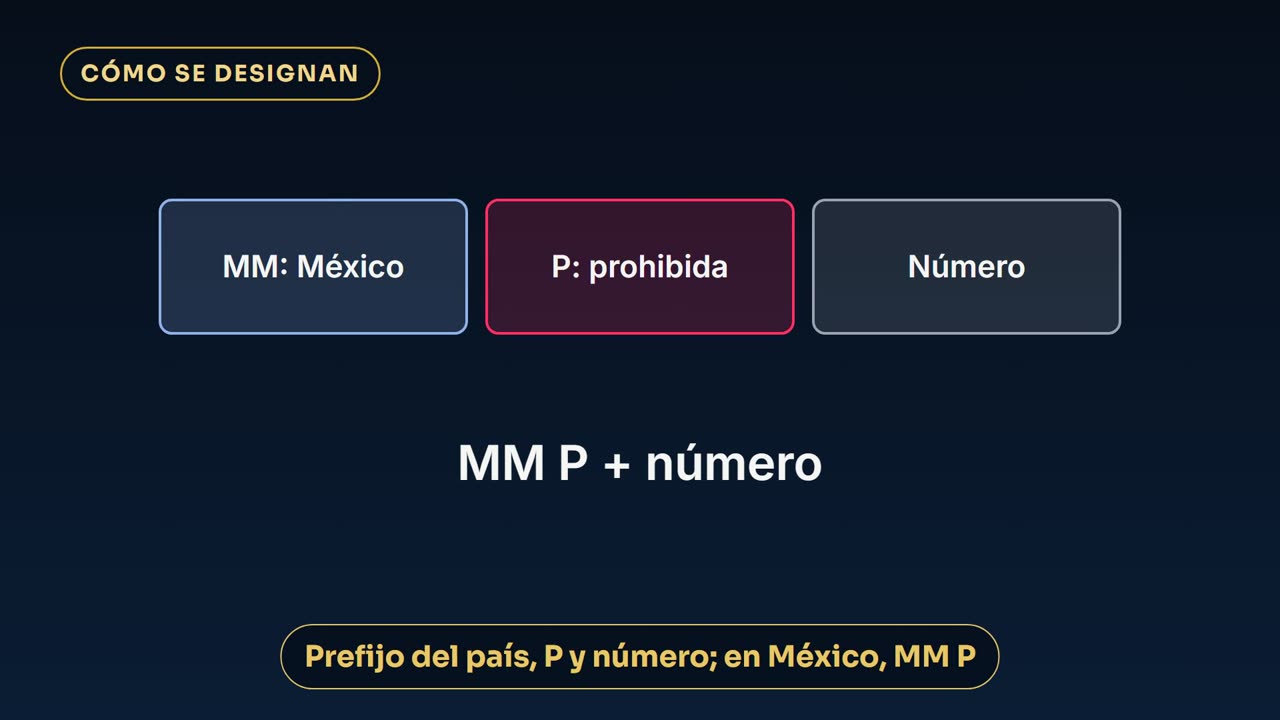 CÓMO SE DESIGNAN
MM: México
P: prohibida
Número
MM P + número
Prefijo del país, P y número; en México, MM P